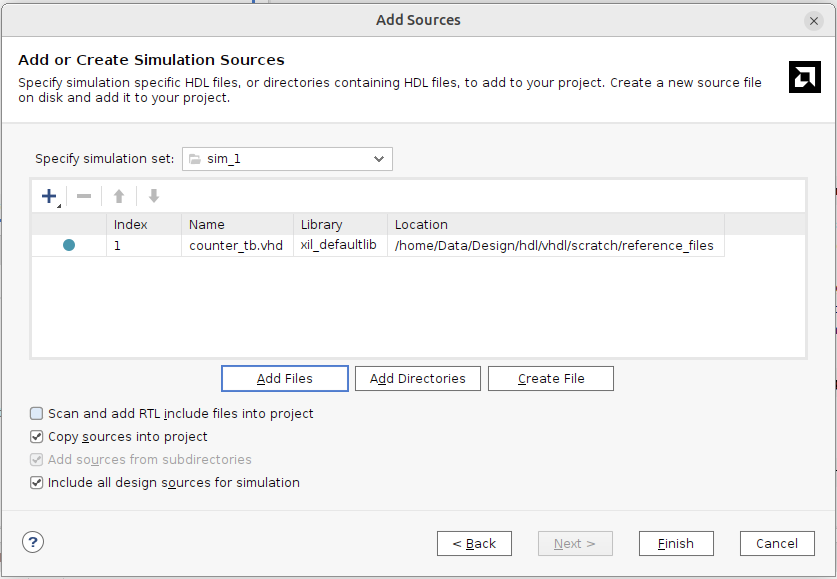 Add Sources
Add or Create Simulation Sources
Specify simulation specific HDL files, or directories containing HDL files, to add to your project. Create a new source file
on disk and add it to your project.
Specify simulation set: sim_1
Index Name Library Location
1 counter_tb.vhd xil_defaultlib /home/Data/Design/hdl/vhdl/scratch/reference_files
Add Files Add Directories Create File
Scan and add RTL include files into project
Copy sources into project
Add sources from subdirectories
Include all design sources for simulation
? < Back Next > Finish Cancel